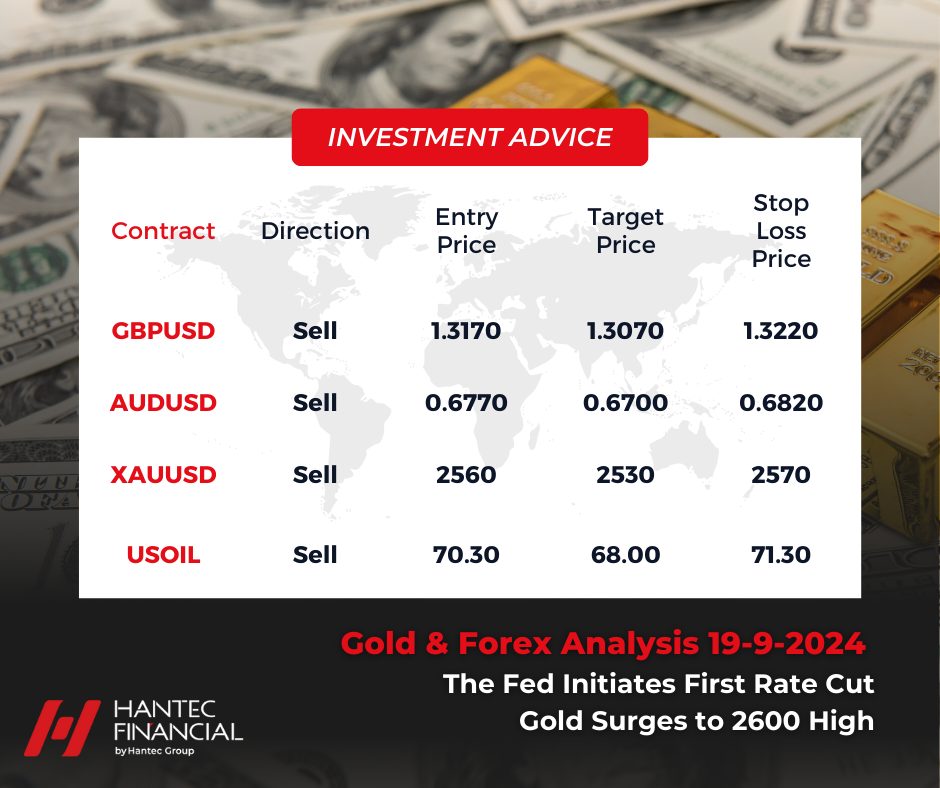 INVESTMENT ADVICE
Contract Direction Entry Price Target Price Stop Loss Price
GBPUSD Sell 1.3170 1.3070 1.3220
AUDUSD Sell 0.6770 0.6700 0.6820
XAUUSD Sell 2560 2530 2570
USOIL Sell 70.30 68.00 71.30
Gold & Forex Analysis 19-9-2024
The Fed Initiates First Rate Cut
Gold Surges to 2600 High
HANTEC
FINANCIAL
by Hantec Group